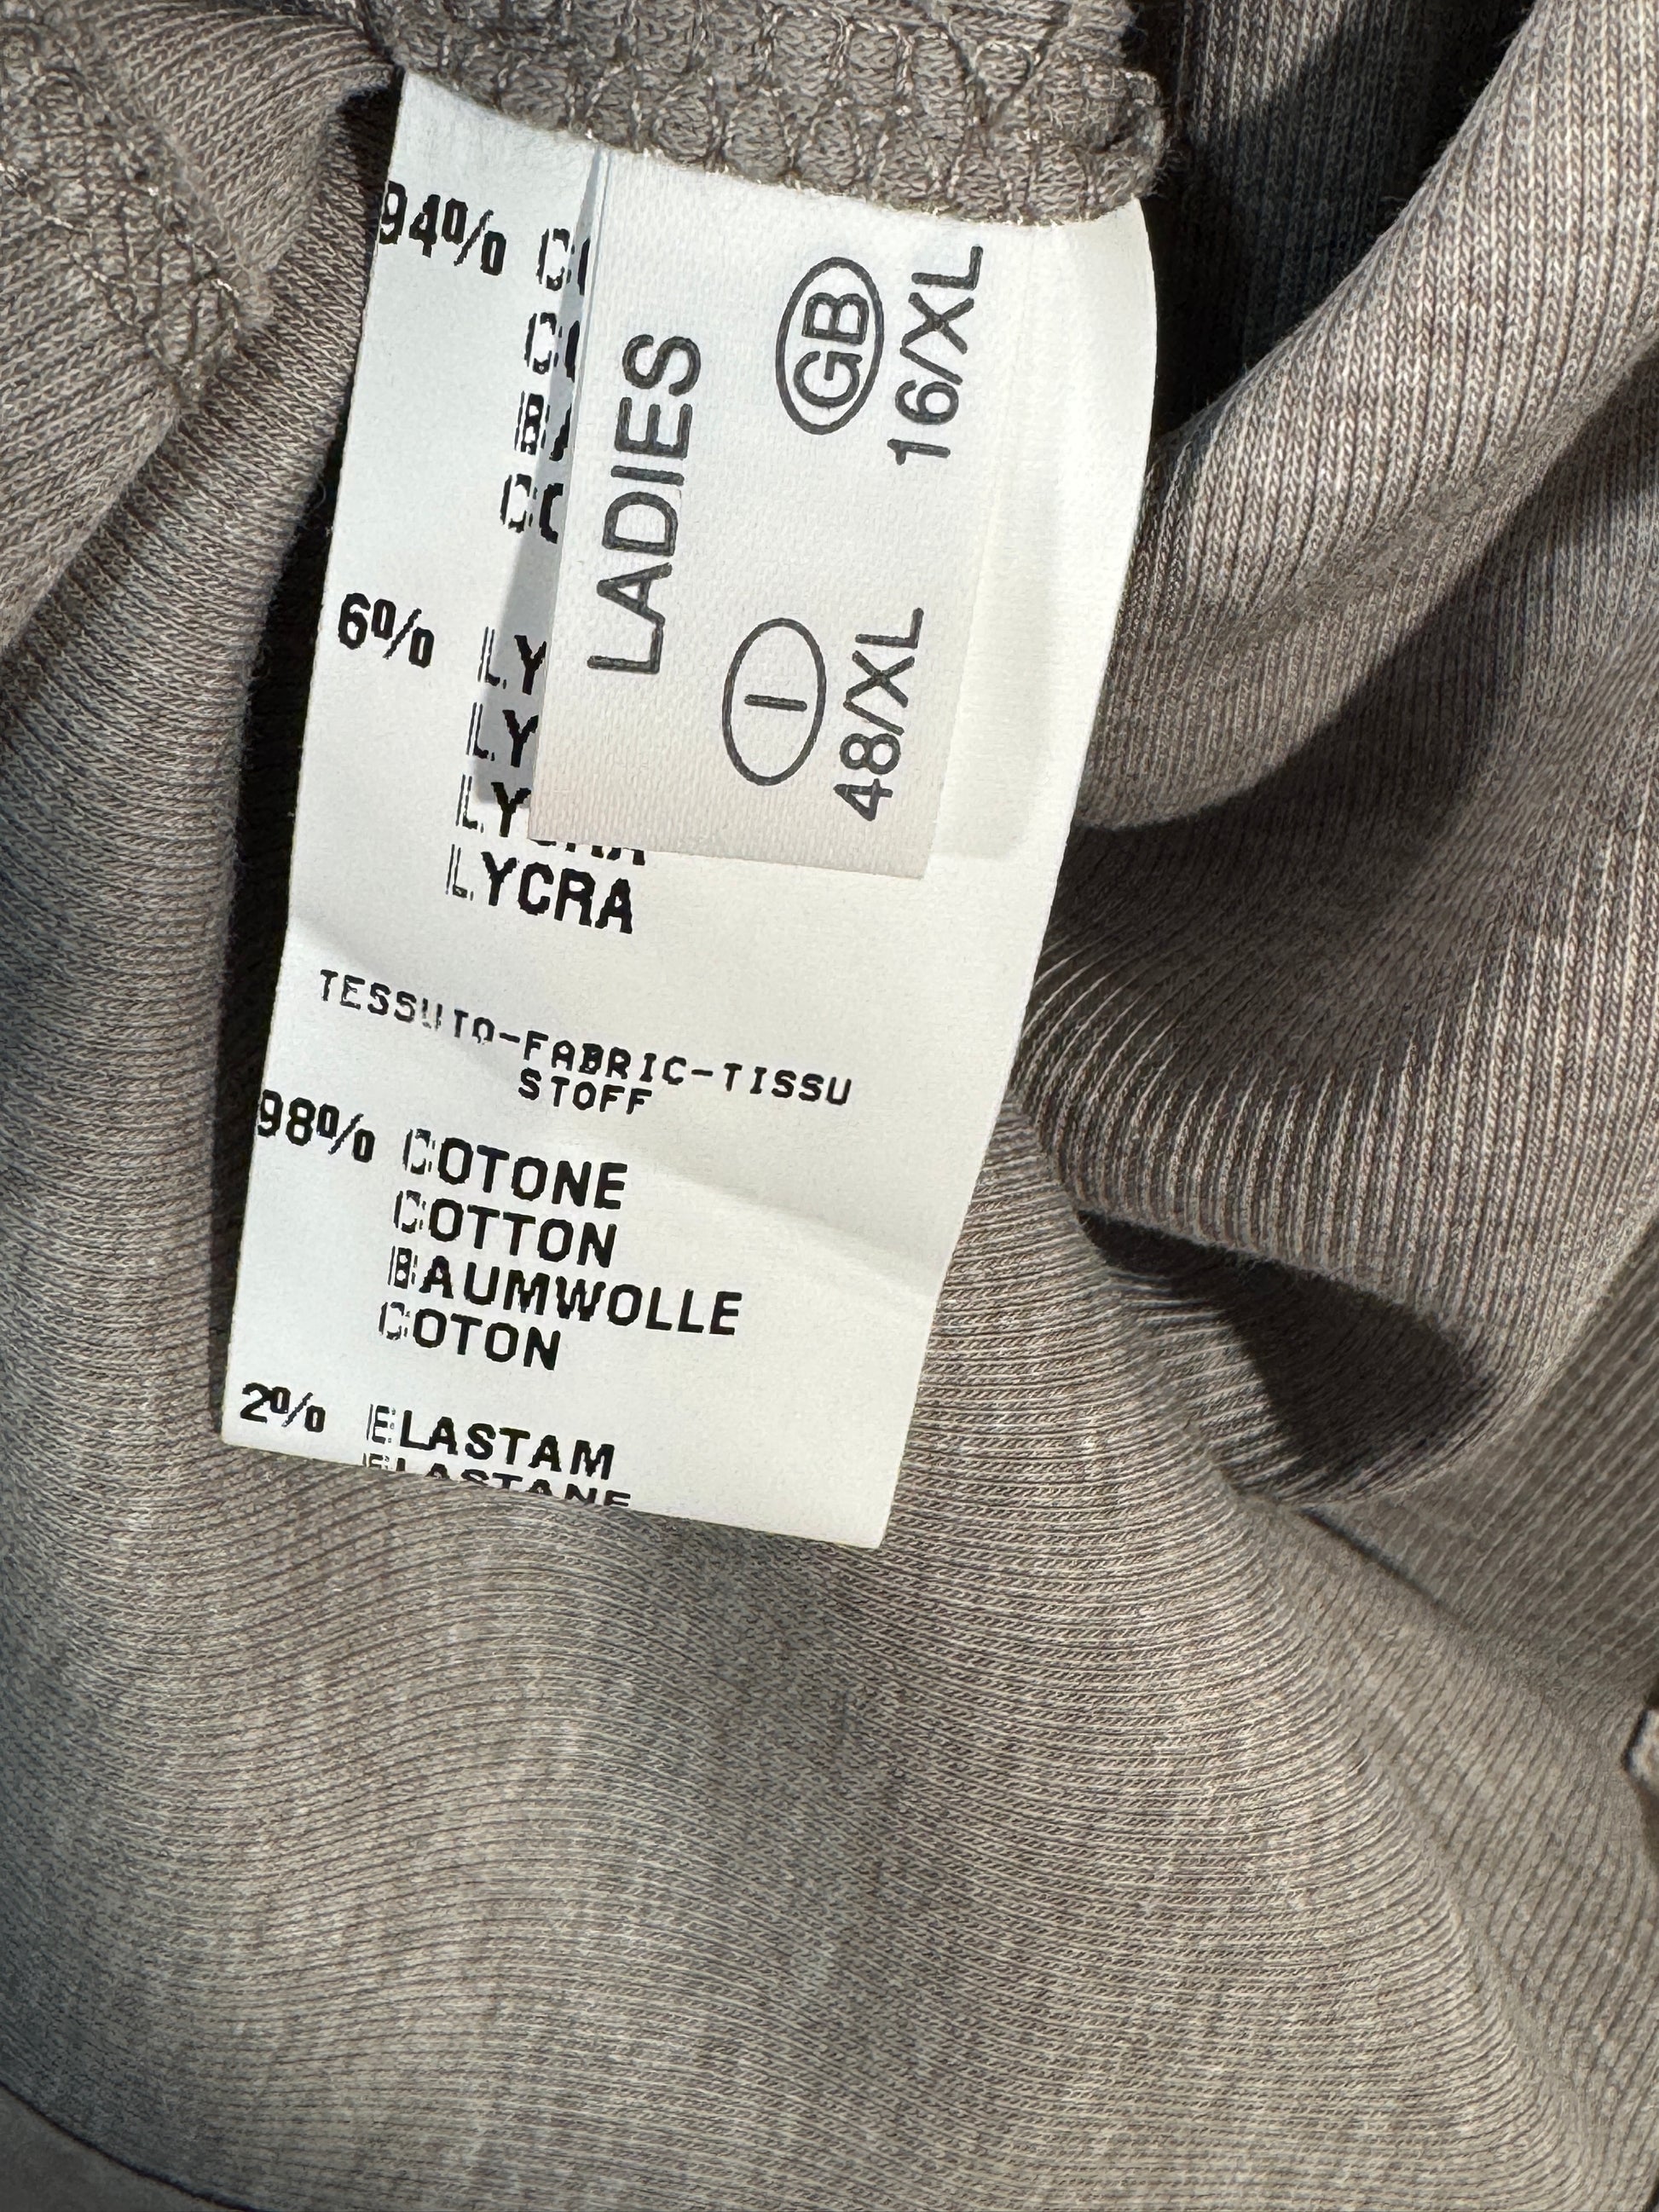 94%
6%
LYCRA
TESSUTO-FABRIC-TISSU
STOFF
98% COTONE
COTTON
BAUMWOLLE
COTON
2% ELASTAM
ELASTANE
LADIES
I
48/XL
GB
16/XL